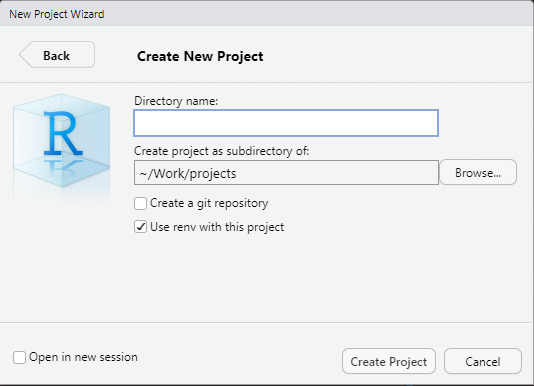 New Project Wizard
Back
Create New Project
R
Directory name:
Create project as subdirectory of:
~/Work/projects
Browse...
Create a git repository
Use renv with this project
Open in new session
Create Project
Cancel